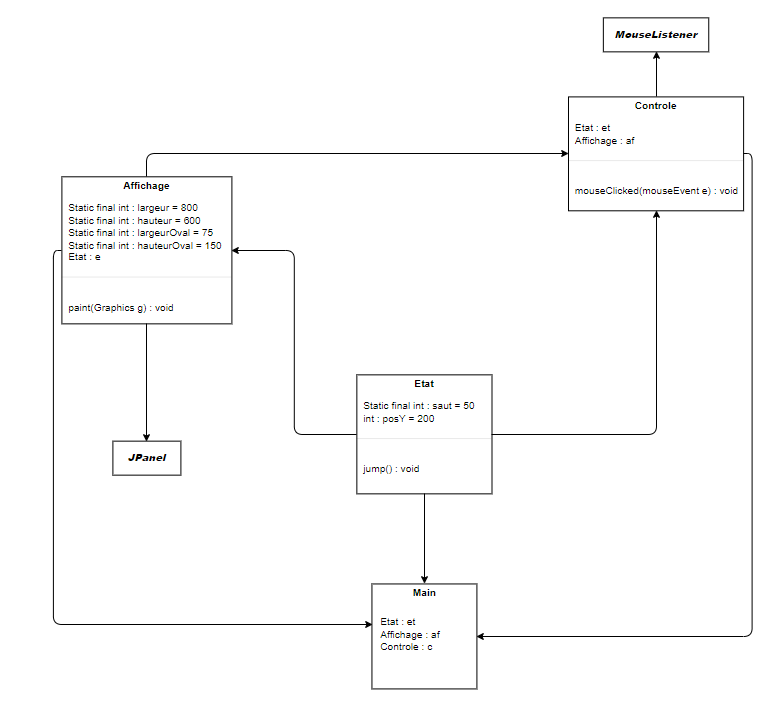 MouseListener
Controle
Etat : et
Affichage : af
mouseClicked(mouseEvent e) : void
Affichage
Static final int : largeur = 800
Static final int : hauteur = 600
Static final int : largeurOval = 75
Static final int : hauteurOval = 150
Etat : e
paint(Graphics g) : void
Etat
Static final int : saut = 50
int : posY = 200
jump() : void
JPanel
Main
Etat : et
Affichage : af
Controle : c